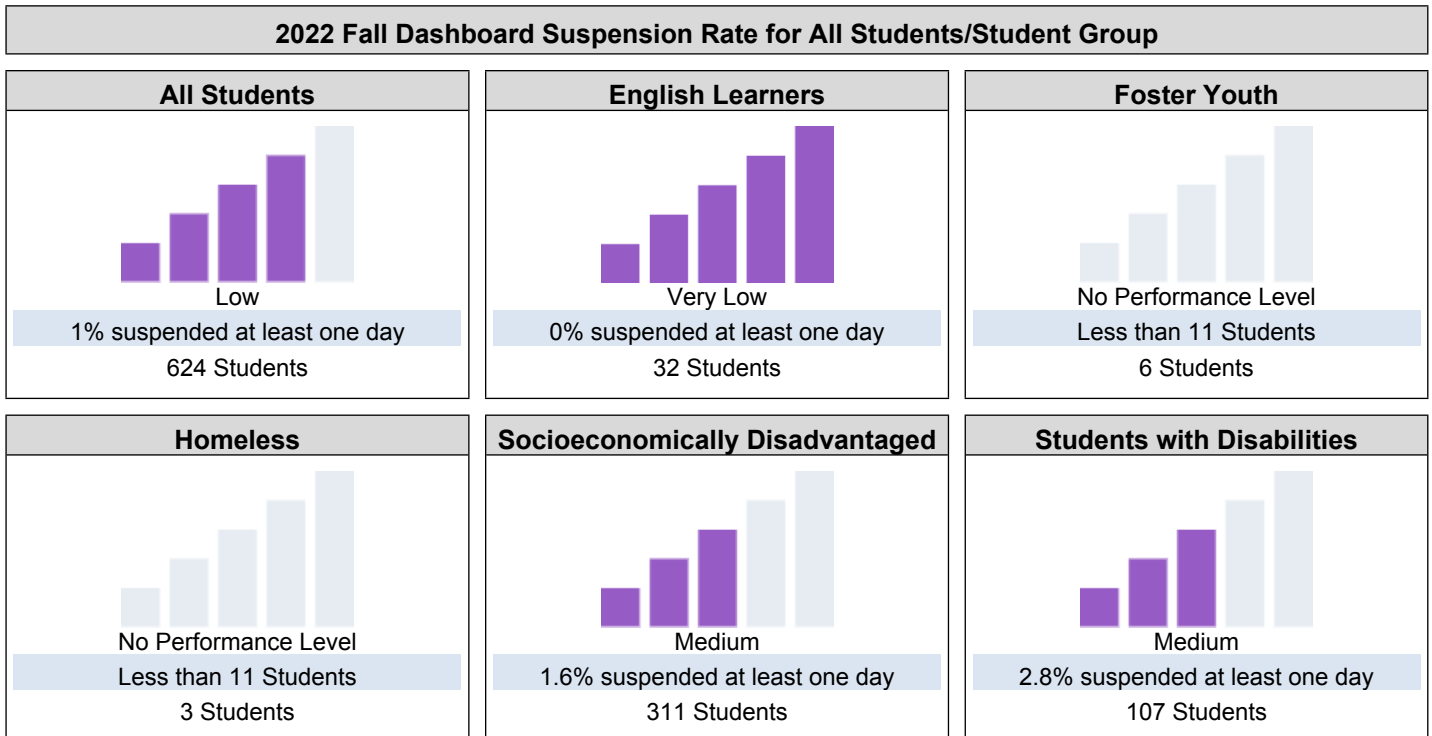 2022 Fall Dashboard Suspension Rate for All Students/Student Group
All Students
Low
1% suspended at least one day
624 Students
English Learners
Very Low
0% suspended at least one day
32 Students
Foster Youth
No Performance Level
Less than 11 Students
6 Students
Homeless
No Performance Level
Less than 11 Students
3 Students
Socioeconomically Disadvantaged
Medium
1.6% suspended at least one day
311 Students
Students with Disabilities
Medium
2.8% suspended at least one day
107 Students